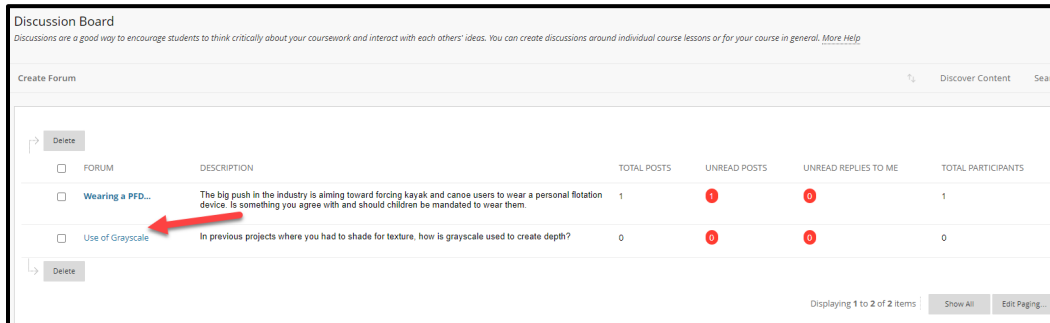 Discussion Board
Discussions are a good way to encourage students to think critically about your coursework and interact with each others' ideas. You can create discussions around individual course lessons or for your course in general. More Help
Create Forum
Discover Content
Delete
FORUM DESCRIPTION TOTAL POSTS UNREAD POSTS UNREAD REPLIES TO ME TOTAL PARTICIPANTS
Wearing a PFD... The big push in the industry is aiming toward forcing kayak and canoe users to wear a personal flotation 1 1 0 1
device. Is something you agree with and should children be mandated to wear them.
Use of Grayscale In previous projects where you had to shade for texture, how is grayscale used to create depth? 0 0 0 0
Delete
Displaying 1 to 2 of 2 items Show All Edit Paging...